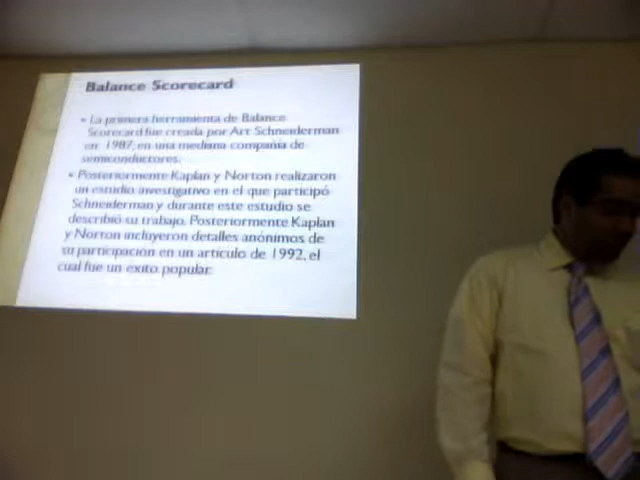 Balance Scorecard
La primera herramienta de Balance
Scorecard fue creada por Art Schneiderman
en 1987, en una mediana compañía de
semiconductores.
Posteriormente Kaplan y Norton realizaron
un estudio investigativo en el que participó
Schneiderman y durante este estudio se
describió su trabajo. Posteriormente Kaplan
y Norton incluyeron detalles anónimos de
su participación en un artículo de 1992, el
cual fue un exito popular.